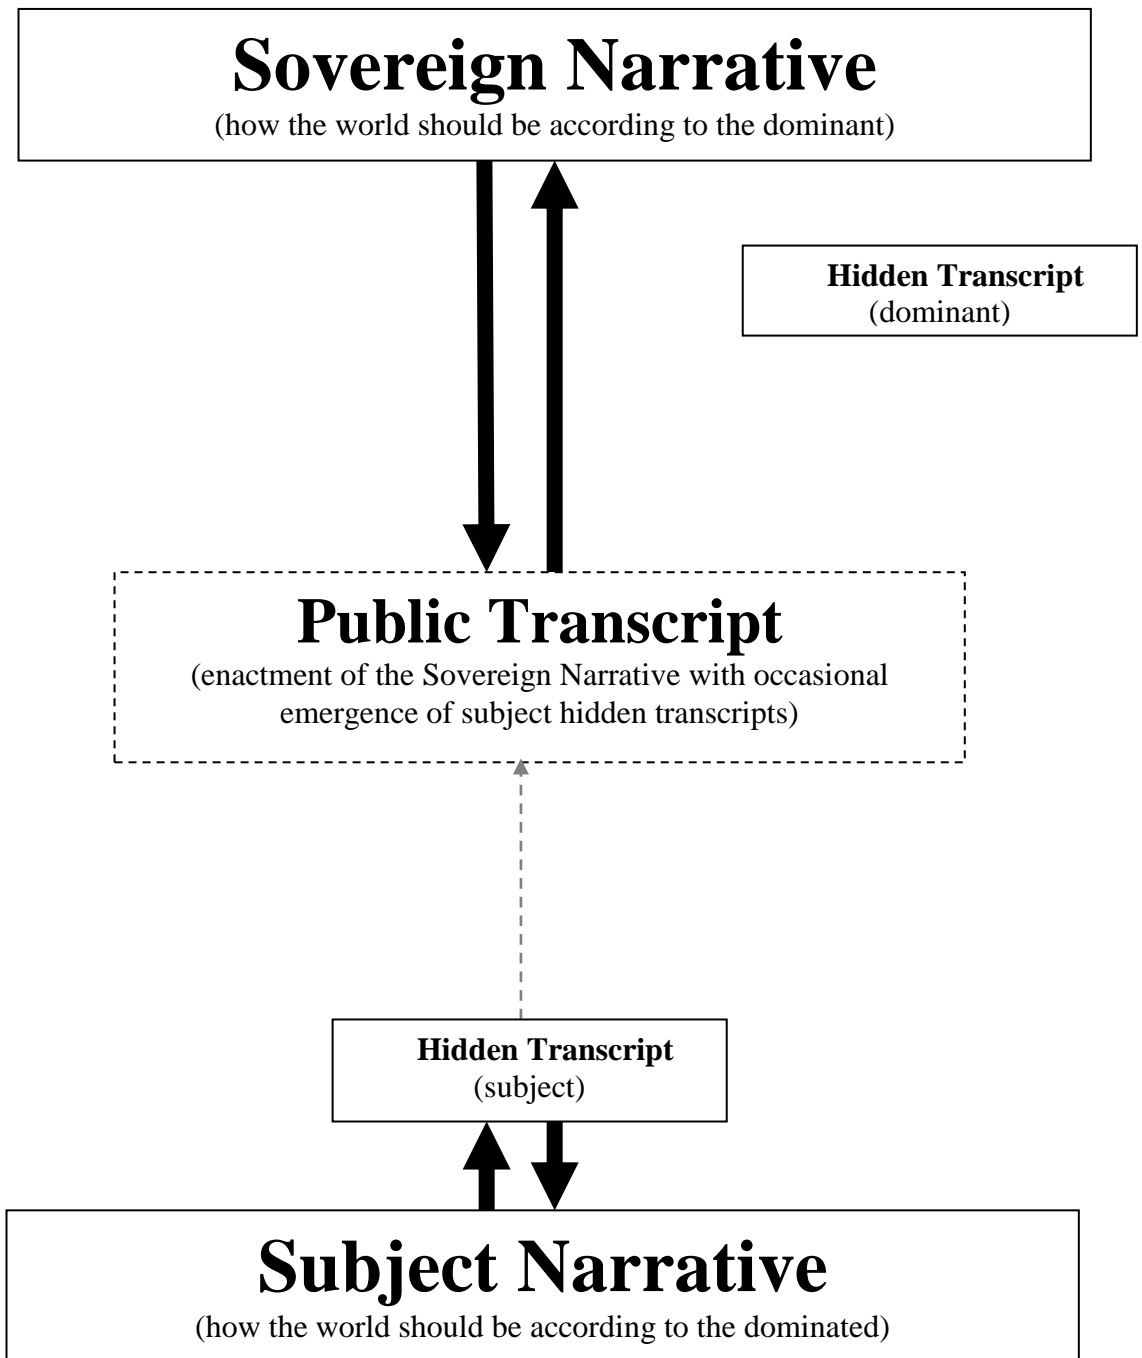 Sovereign Narrative
(how the world should be according to the dominant)
Hidden Transcript
(dominant)
Public Transcript
(enactment of the Sovereign Narrative with occasional
emergence of subject hidden transcripts)
Hidden Transcript
(subject)
Subject Narrative
(how the world should be according to the dominated)